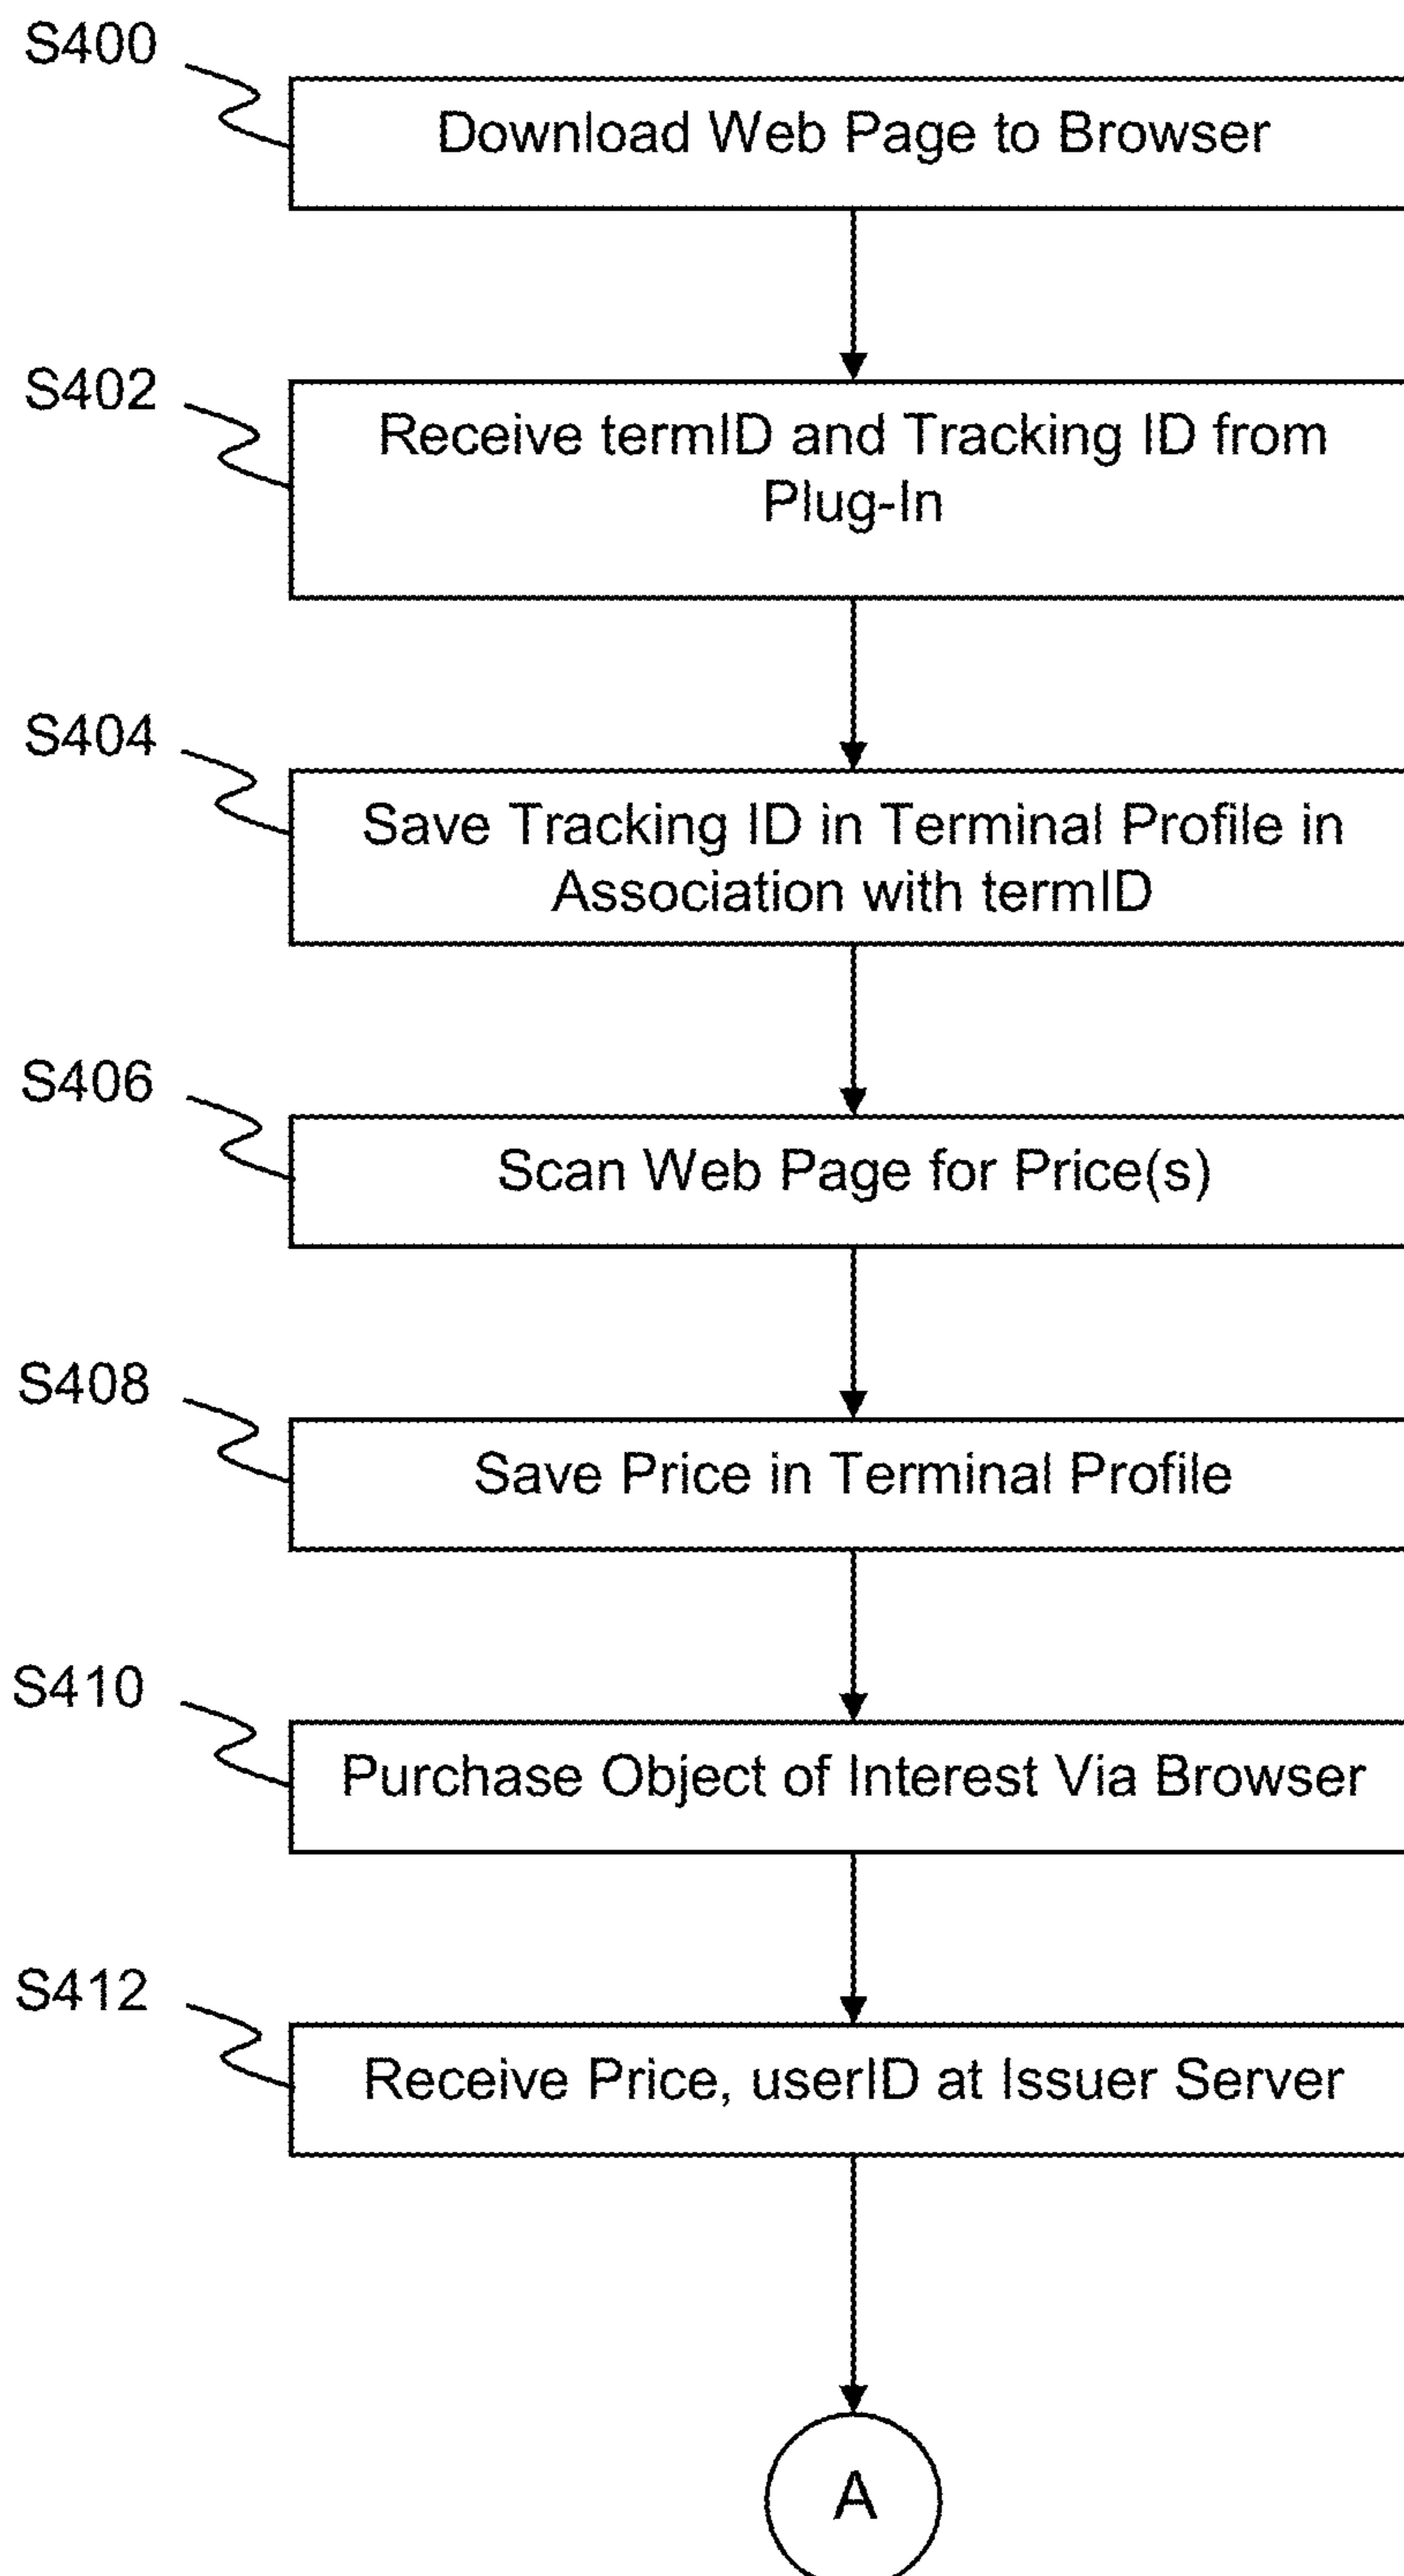 S400
Download Web Page to Browser
S402
Receive termID and Tracking ID from
Plug-In
S404
Save Tracking ID in Terminal Profile in
Association with termID
S406
Scan Web Page for Price(s)
S408
Save Price in Terminal Profile
S410
Purchase Object of Interest Via Browser
S412
Receive Price, userID at Issuer Server
A